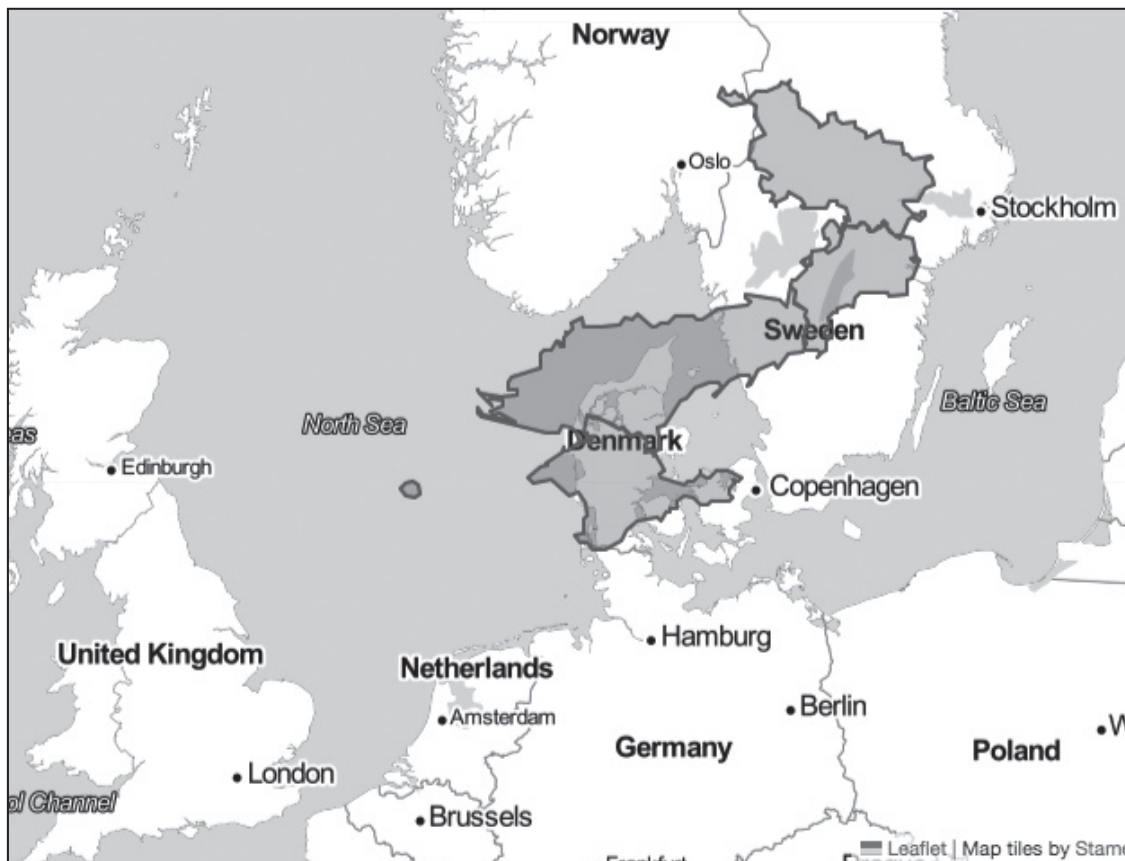 Norway
Oslo
Stockholm
Sweden
North Sea
Baltic Sea
Denmark
Edinburgh
Copenhagen
Hamburg
United Kingdom
Netherlands
Amsterdam
Berlin
Germany
Poland
London
Channel
Brussels
Leaflet | Map tiles by